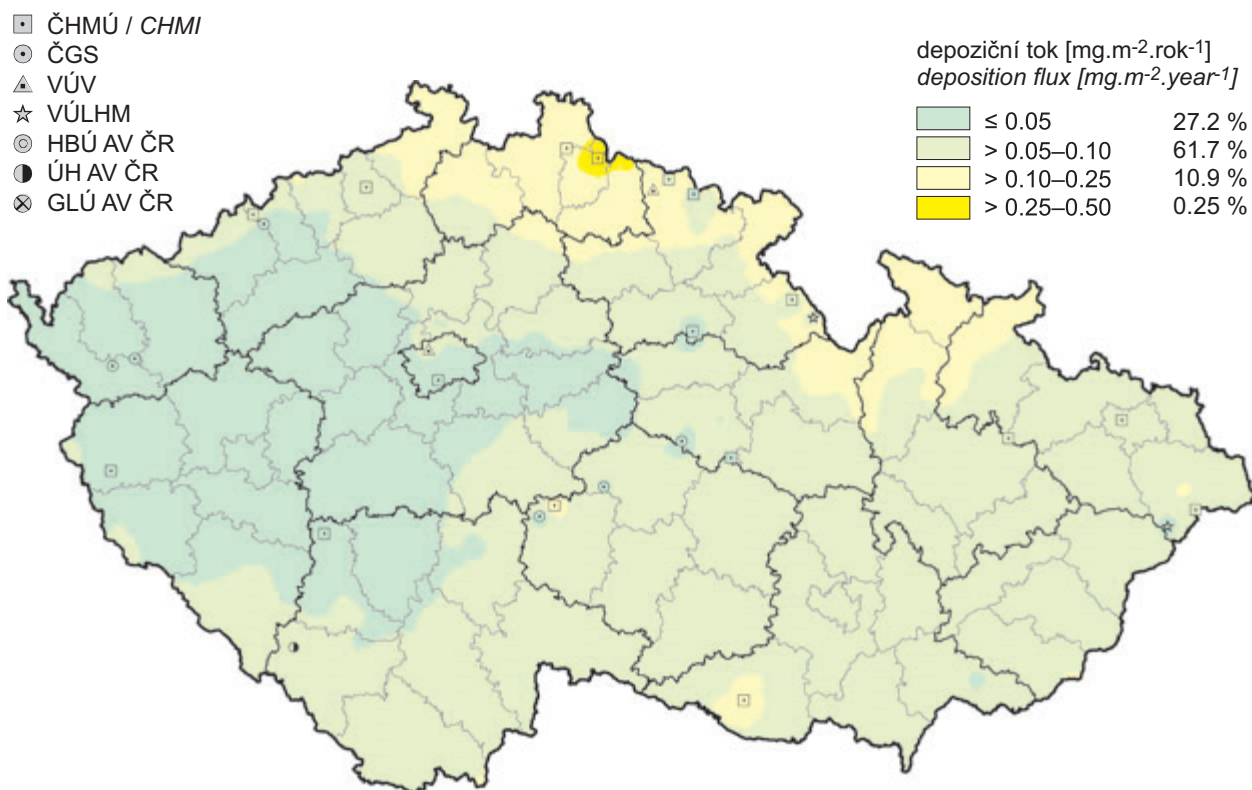 ČHMÚ / CHMI
ČGS
VÚV
VÚLHM
HBÚ AV ČR
ÚH AV ČR
GLÚ AV ČR
depoziční tok [mg.m-2.rok-1]
deposition flux [mg.m-2.year-1]
≤ 0.05 27.2 %
> 0.05–0.10 61.7 %
> 0.10–0.25 10.9 %
> 0.25–0.50 0.25 %